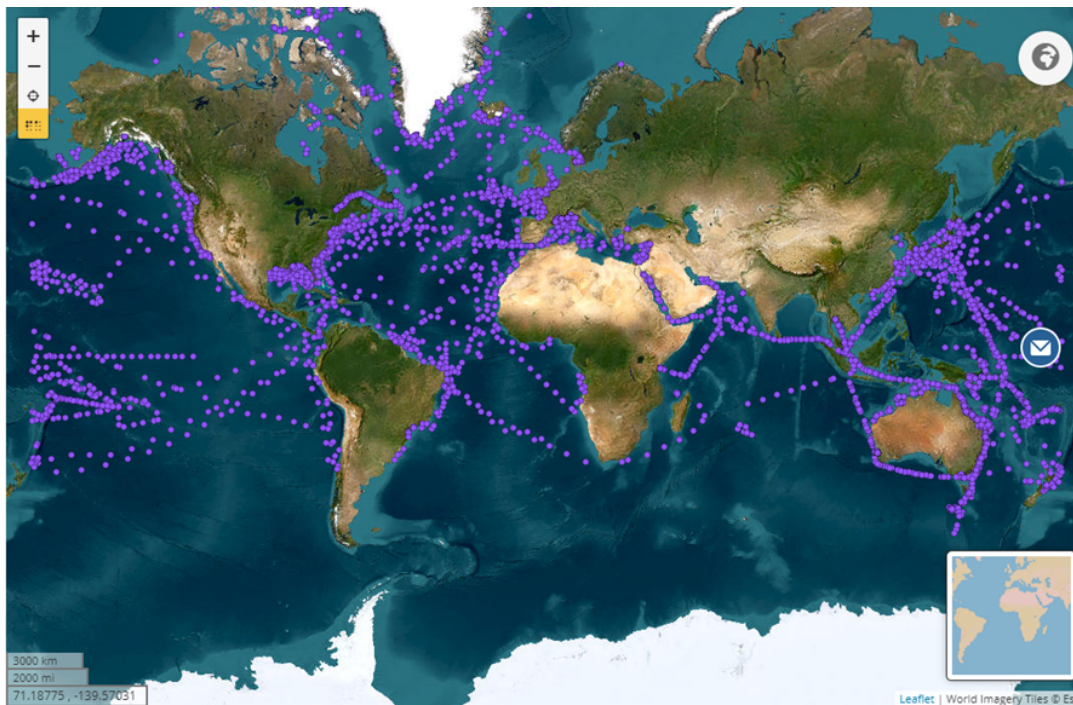 +
−
3000 km
2000 mi
71.18775 , -139.57031
Leaflet | World Imagery Tiles © Es